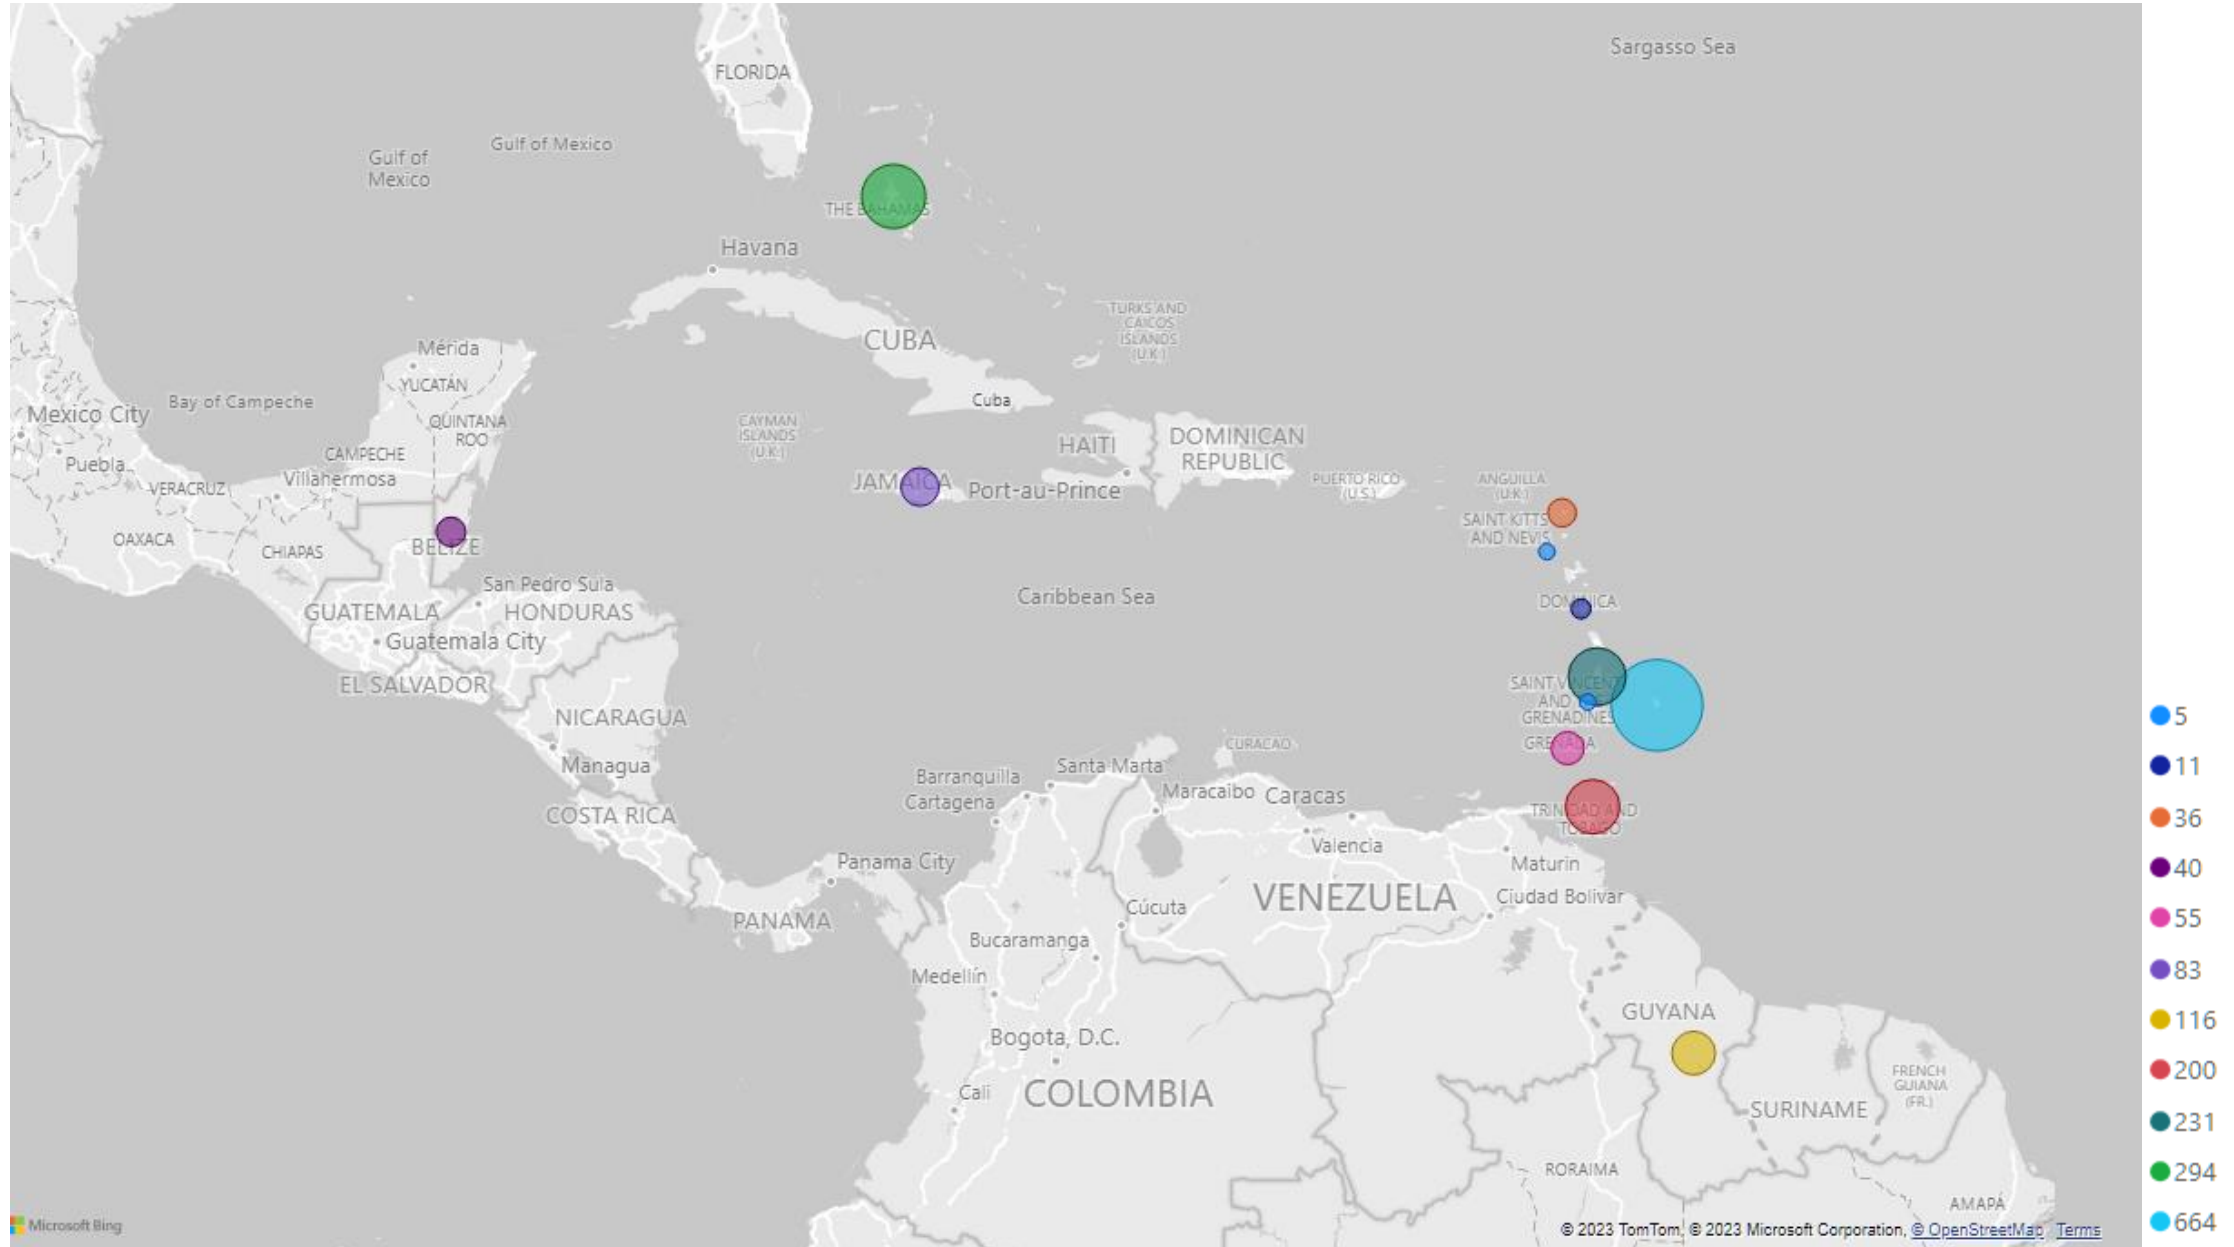 Sargasso Sea
FLORIDA
Gulf of Mexico
Gulf of
Mexico
THE BAHAMAS
Havana
TURKS AND
CAICOS
ISLANDS
(U.K.)
CUBA
Mérida
YUCATÁN
Bay of Campeche
Cuba
Mexico City
QUINTANA
ROO
CAYMAN
ISLANDS
(U.K.)
HAITI
DOMINICAN
REPUBLIC
CAMPECHE
Puebla
Villahermosa
VERACRUZ
JAMAICA
Port-au-Prince
PUERTO RICO
(U.S.)
ANGUILLA
(U.K.)
SAINT KITTS
AND NEVIS
OAXACA
CHIAPAS
BELIZE
San Pedro Sula
GUATEMALA
HONDURAS
Caribbean Sea
DOMINICA
Guatemala City
EL SALVADOR
SAINT VINCENT
AND THE
GRENADINES
NICARAGUA
GRENADA
CURACAO
Managua
Barranquilla
Santa Marta
Cartagena
Maracaibo
Caracas
COSTA RICA
TRINIDAD AND
TOBAGO
Valencia
Panama City
Maturin
VENEZUELA
Ciudad Bolivar
PANAMA
Cúcuta
Bucaramanga
Medellín
GUYANA
Bogota, D.C.
COLOMBIA
Cali
FRENCH
GUIANA
(FR.)
SURINAME
RORAIMA
AMAPÁ
Microsoft Bing
© 2023 TomTom, © 2023 Microsoft Corporation, © OpenStreetMap Terms
5
11
36
40
55
83
116
200
231
294
664